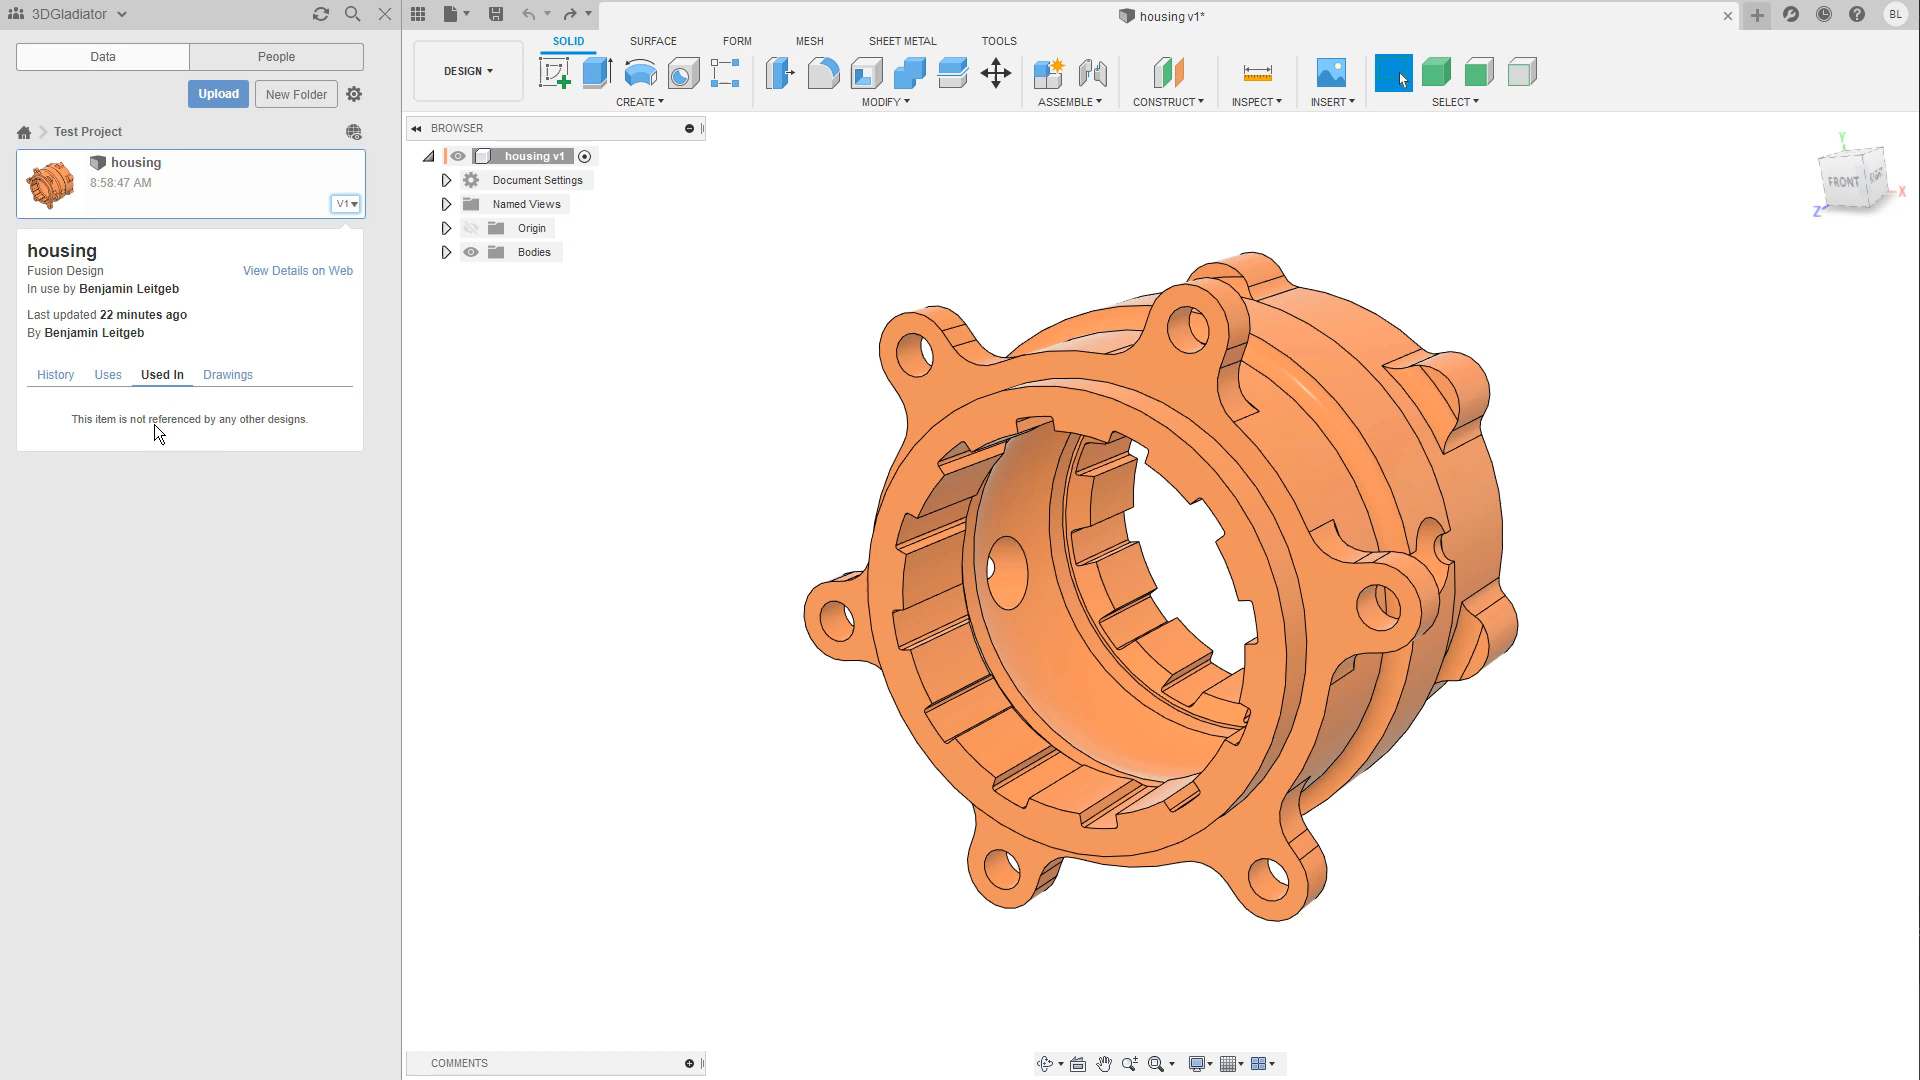 3DGladiator
housing v1*
BL
Data
People
SOLID
SURFACE
FORM
MESH
SHEET METAL
TOOLS
DESIGN
Upload
New Folder
CREATE
MODIFY
ASSEMBLE
CONSTRUCT
INSPECT
INSERT
SELECT
Test Project
BROWSER
housing
8:58:47 AM
V1
housing v1
Document Settings
Named Views
Origin
Bodies
housing
Fusion Design
View Details on Web
In use by Benjamin Leitgeb
Last updated 22 minutes ago
By Benjamin Leitgeb
History
Uses
Used In
Drawings
This item is not referenced by any other designs.
Y
FRONT
RIGHT
X
Z
COMMENTS